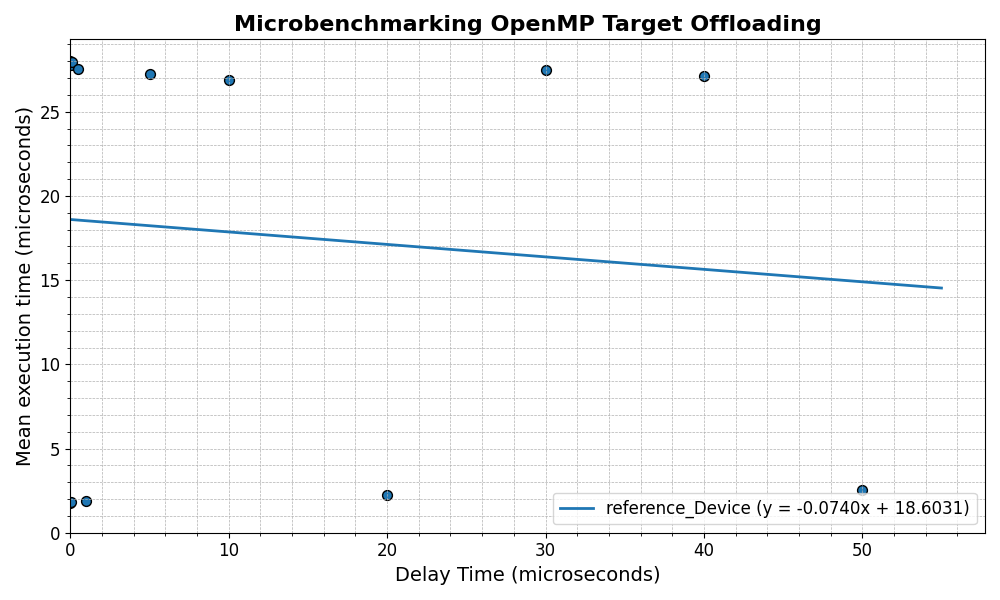 Microbenchmarking OpenMP Target Offloading
Mean execution time (microseconds)
25
20
15
10
5
0
0 10 20 30 40 50
reference_Device (y = -0.0740x + 18.6031)
Delay Time (microseconds)